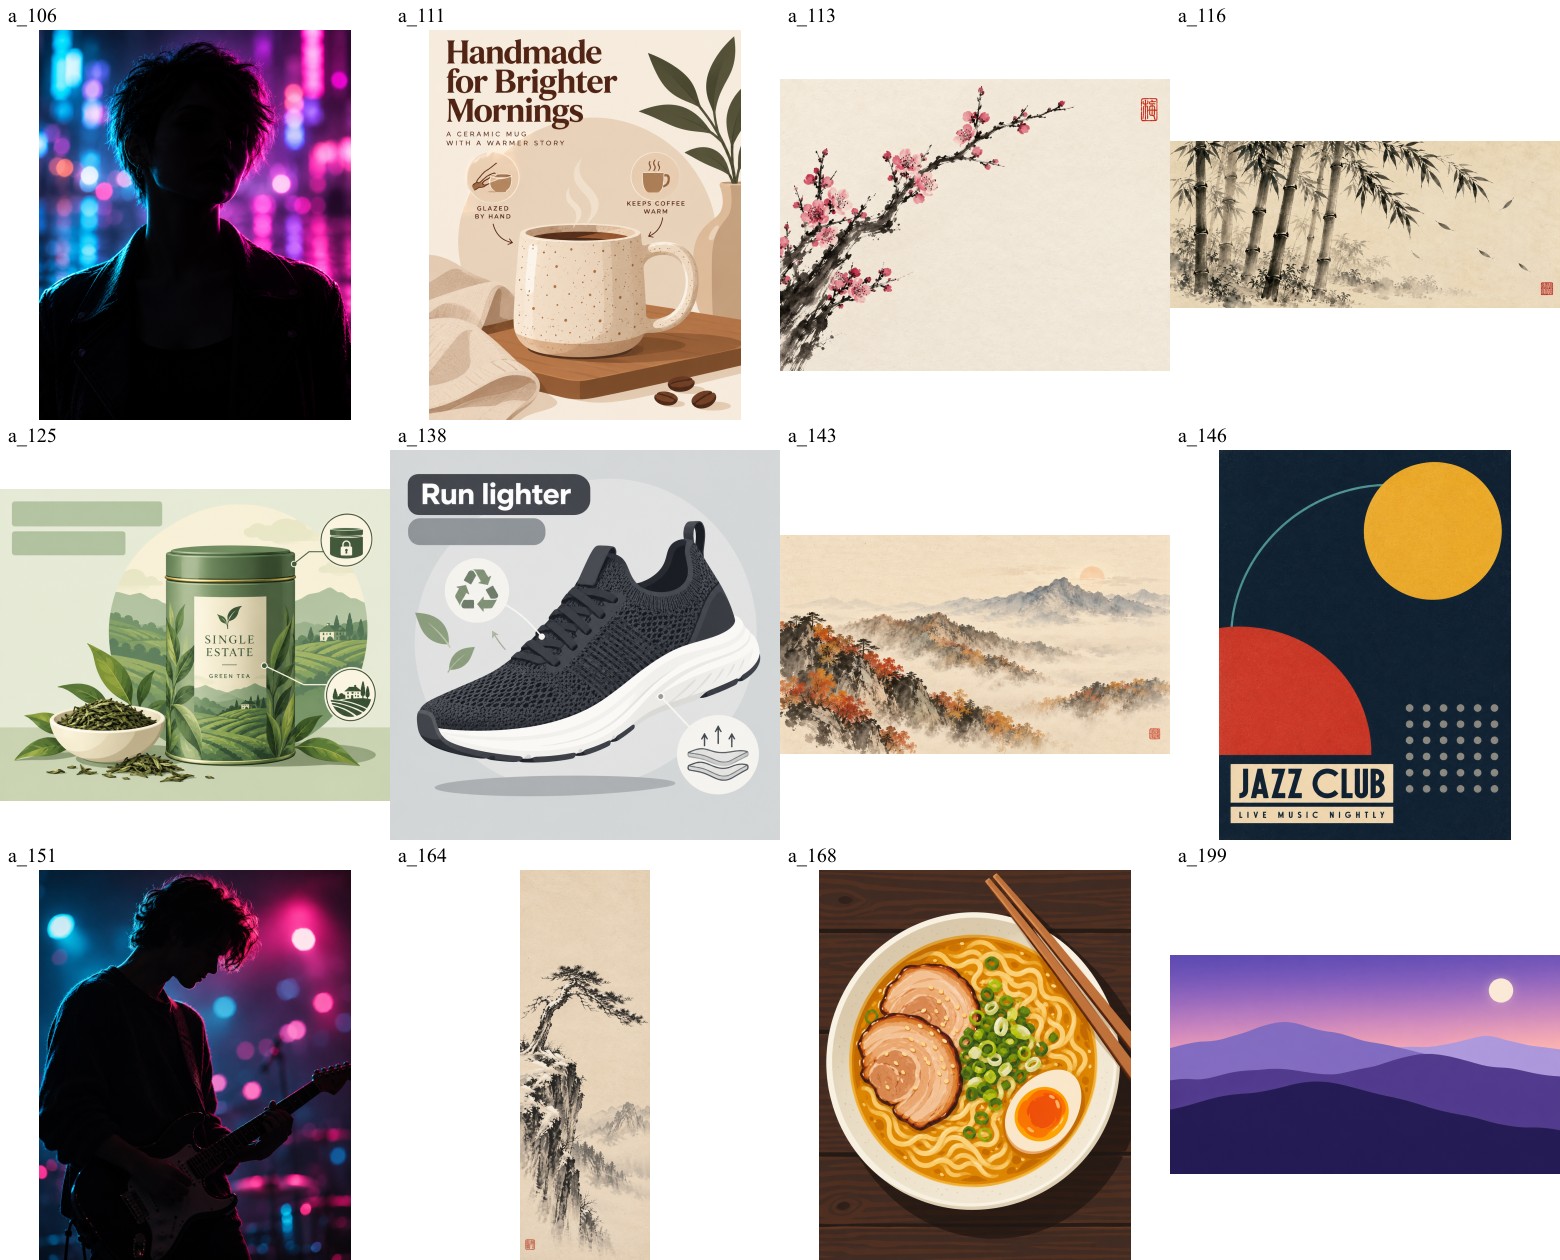 a_106
a_111
a_113
a_116
Handmade
for Brighter
Mornings
A CERAMIC MUG
WITH A WARMER STORY
GLAZED
BY HAND
KEEPS COFFEE
WARM
梅
a_125
a_138
a_143
a_146
SINGLE
ESTATE
GREEN TEA
Run lighter
JAZZ CLUB
LIVE MUSIC NIGHTLY
a_151
a_164
a_168
a_199